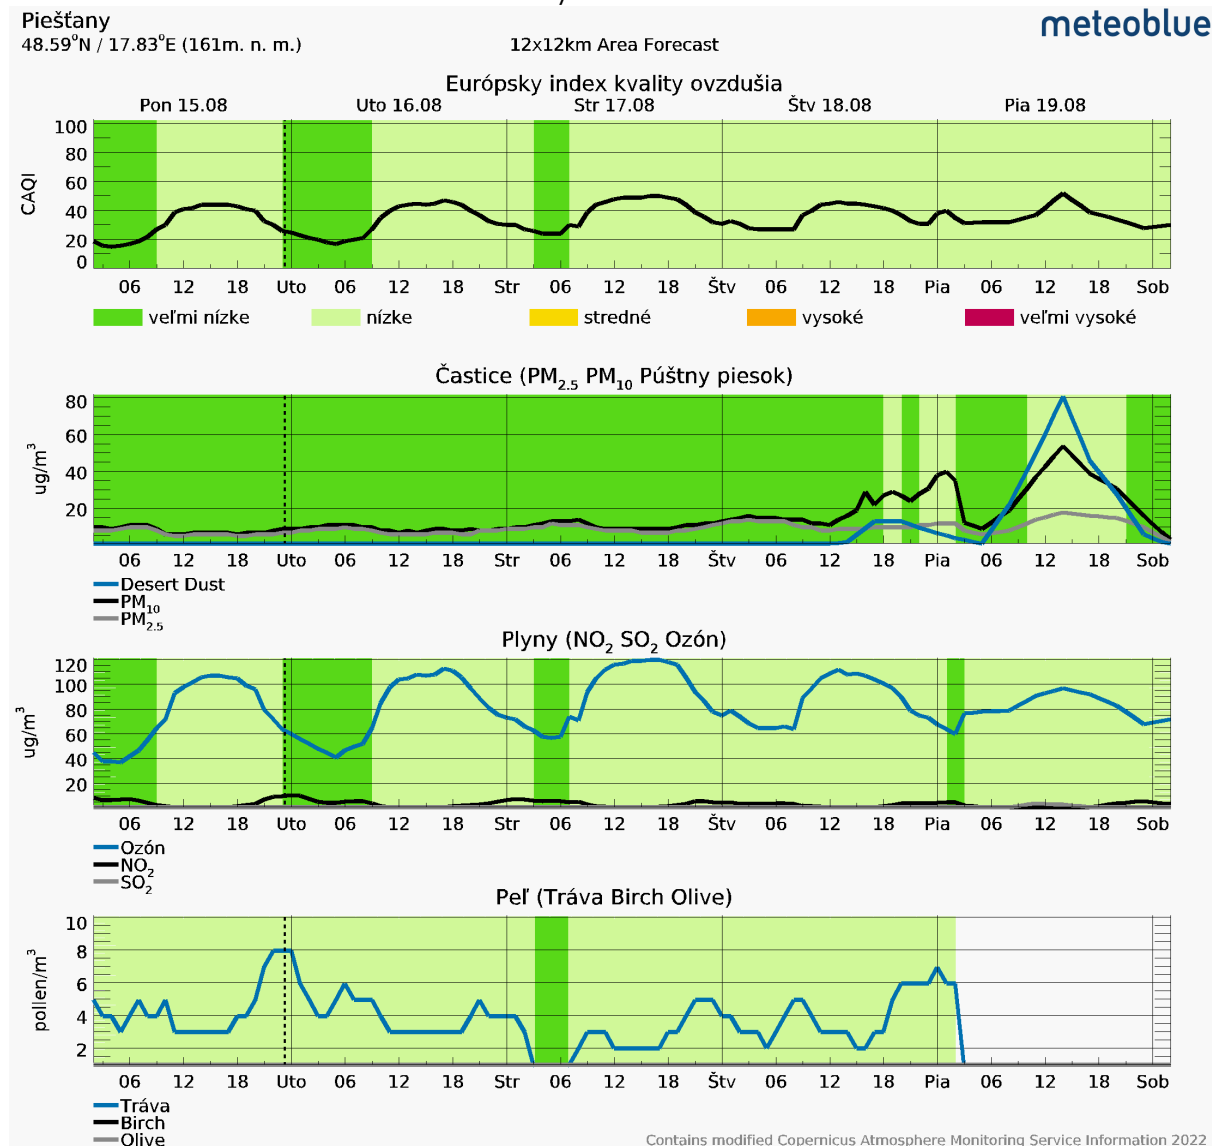 Piešťany
meteoblue
48.59°N / 17.83°E (161m. n. m.)
12x12km Area Forecast
Európsky index kvality ovzdušia
Pon 15.08 Uto 16.08 Str 17.08 Štv 18.08 Pia 19.08
100
80
60
40
20
0
CAQI
06 12 18 Uto 06 12 18 Str 06 12 18 Štv 06 12 18 Pia 06 12 18 Sob
veľmi nízke nízke stredné vysoké veľmi vysoké
Častice (PM2.5 PM10 Púštny piesok)
80
60
40
20
ug/m³
06 12 18 Uto 06 12 18 Str 06 12 18 Štv 06 12 18 Pia 06 12 18 Sob
Desert Dust
PM10
PM2.5
Plyny (NO2 SO2 Ozón)
120
100
80
60
40
20
ug/m³
06 12 18 Uto 06 12 18 Str 06 12 18 Štv 06 12 18 Pia 06 12 18 Sob
Ozón
NO2
SO2
Peľ (Tráva Birch Olive)
10
8
6
4
2
pollen/m³
06 12 18 Uto 06 12 18 Str 06 12 18 Štv 06 12 18 Pia 06 12 18 Sob
Tráva
Birch
Olive
Contains modified Copernicus Atmosphere Monitoring Service Information 2022